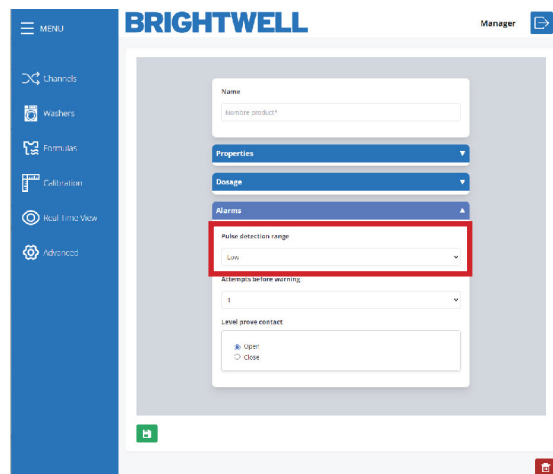 MENU
BRIGHTWELL
Manager
Channels
Washers
Formulas
Calibration
Real Time View
Advanced
Name
Nombre product*
Properties
Dosage
Alarms
Pulse detection range
Low
Attempts before warning
1
Level prove contact
Open
Close